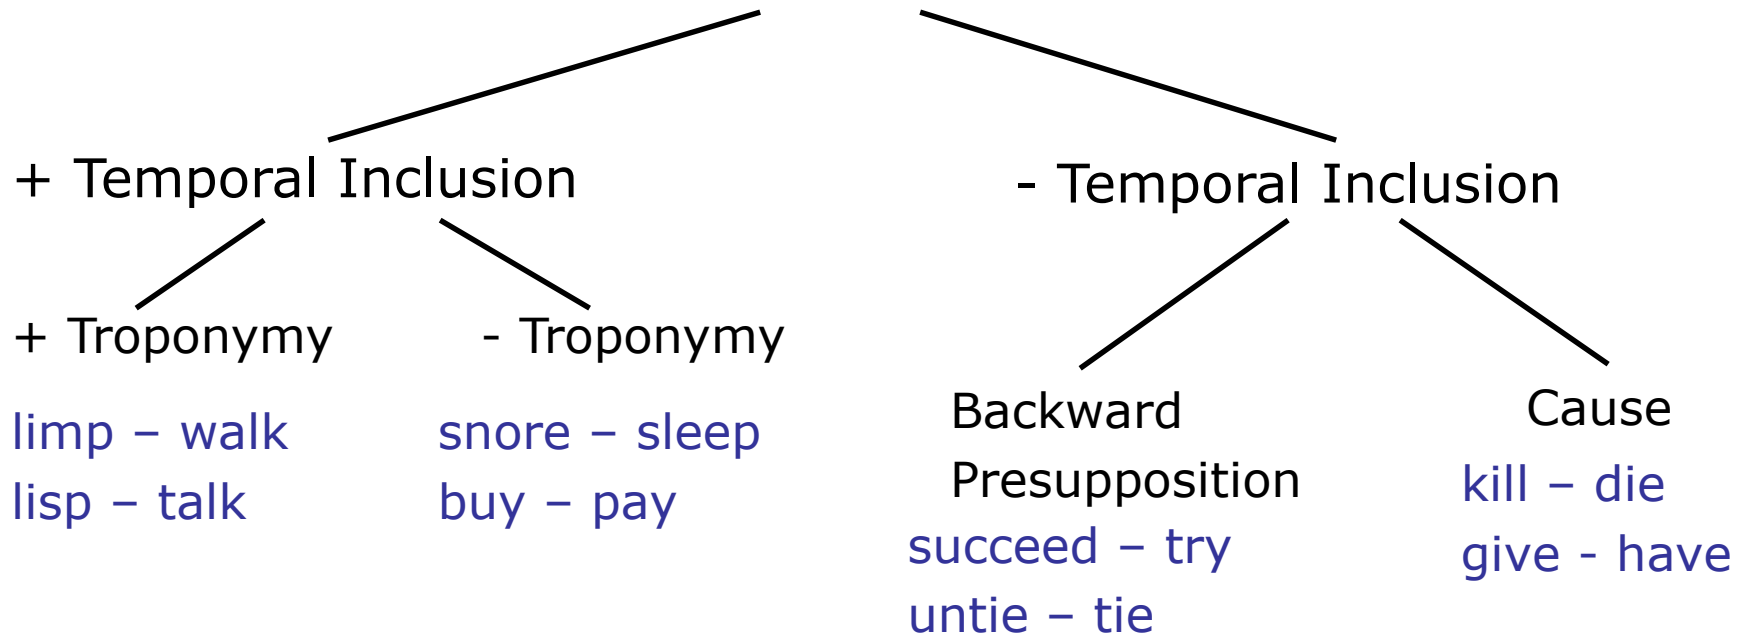 + Temporal Inclusion
- Temporal Inclusion
+ Troponymy
- Troponymy
limp – walk
lisp – talk
snore – sleep
buy – pay
Backward
Presupposition
succeed – try
untie – tie
Cause
kill – die
give - have